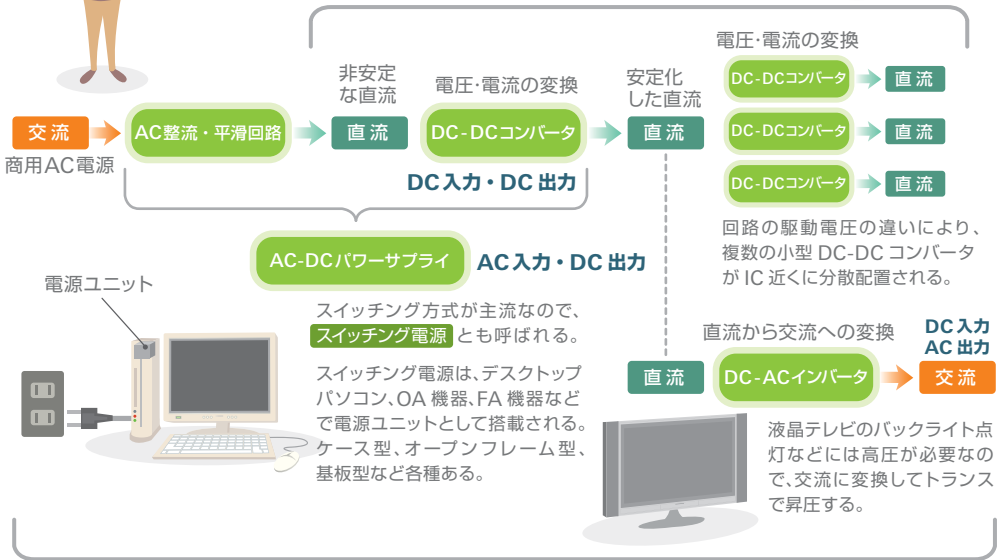 電圧・電流の変換
非安定
な直流
電圧・電流の変換
安定化
した直流
DC-DCコンバータ
直流
交流
AC整流・平滑回路
直流
DC-DCコンバータ
直流
DC-DCコンバータ
直流
商用AC電源
DC入力・DC出力
DC-DCコンバータ
直流
回路の駆動電圧の違いにより、
複数の小型 DC-DC コンバータ
が IC 近くに分散配置される。
AC-DCパワーサプライ
AC入力・DC出力
電源ユニット
スイッチング方式が主流なので、
スイッチング電源 とも呼ばれる。
スイッチング電源は、デスクトップ
パソコン、OA 機器、FA 機器など
で電源ユニットとして搭載される。
ケース型、オープンフレーム型、
基板型など各種ある。
直流から交流への変換
DC入力
AC出力
直流
DC-ACインバータ
交流
液晶テレビのバックライト点
灯などには高圧が必要なの
で、交流に変換してトランス
で昇圧する。